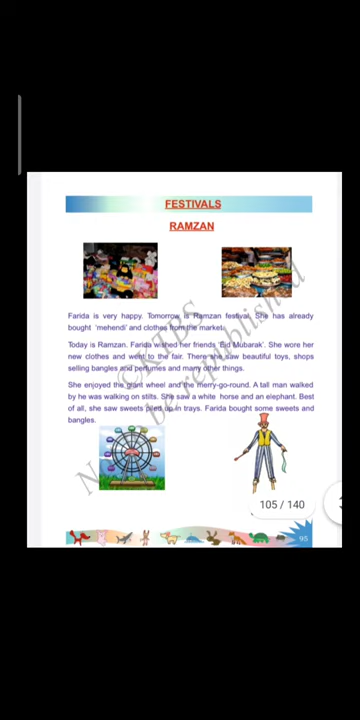 FESTIVALS
RAMZAN
Farida is very happy. Tomorrow is Ramzan festival. She has already
bought 'mehendi' and clothes from the market.
Today is Ramzan. Farida wished her friends 'Eid Mubarak'. She wore her
new clothes and went to the fair. There she saw beautiful toys, shops
selling bangles and perfumes and many other things.
She enjoyed the giant wheel and the merry-go-round. A tall man walked
by he was walking on stilts. She saw a white horse and an elephant. Best
of all, she saw sweets piled up in trays. Farida bought some sweets and
bangles.
©KTBS
be republished
105 / 140
95